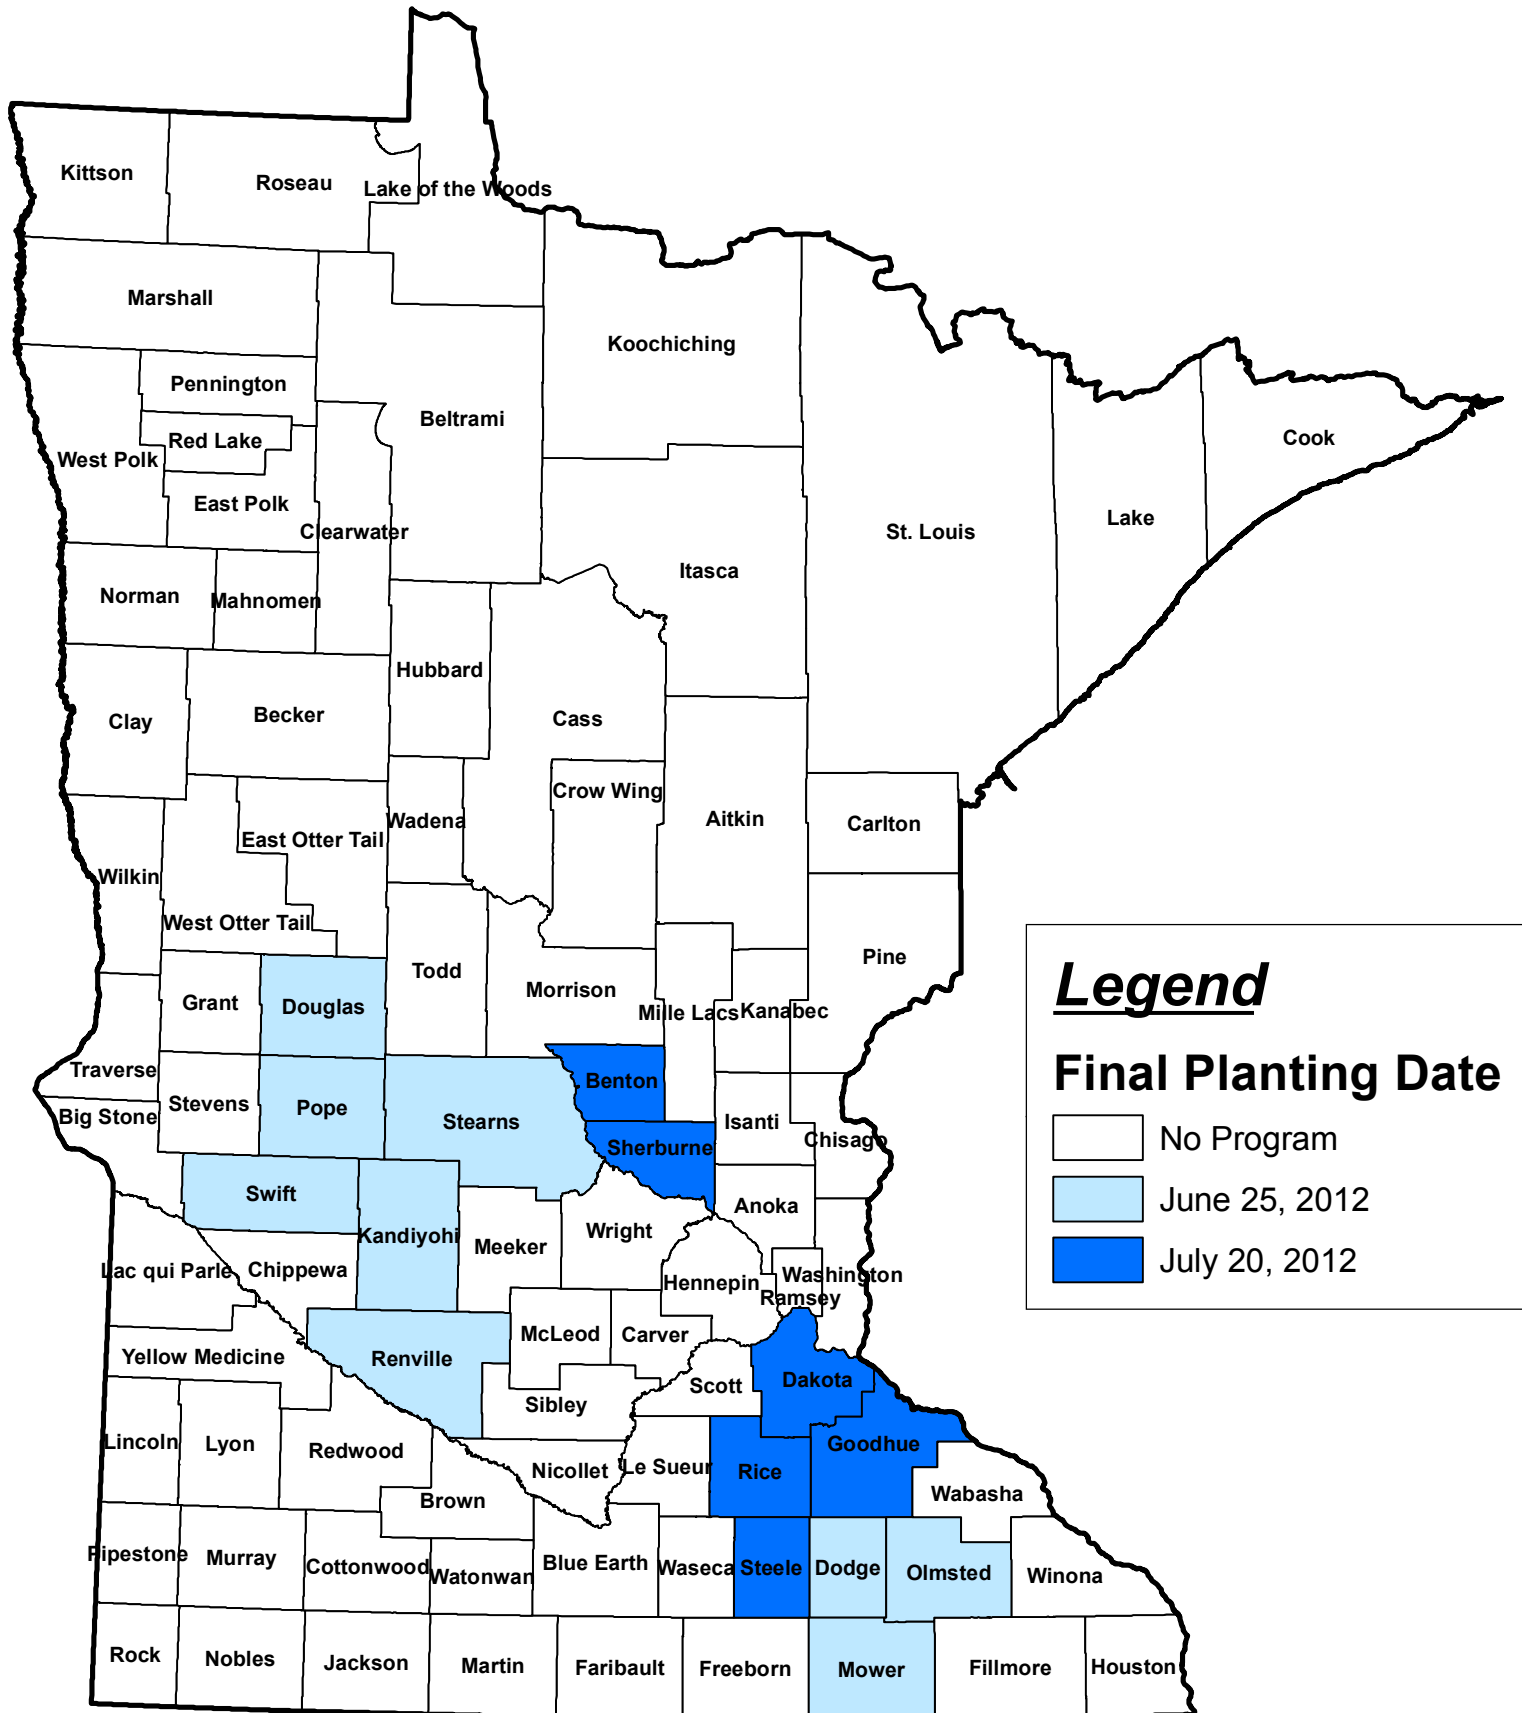 Kittson
Roseau
Lake of the Woods
Marshall
Koochiching
Pennington
Beltrami
Red Lake
Cook
West Polk
East Polk
Lake
Clearwater
St. Louis
Itasca
Norman
Mahnomen
Hubbard
Becker
Cass
Clay
Crow Wing
Wadena
Aitkin
Carlton
East Otter Tail
Wilkin
West Otter Tail
Pine
Todd
Morrison
Grant
Douglas
Mille Lacs
Kanabec
Traverse
Benton
Stevens
Pope
Big Stone
Stearns
Isanti
Chisago
Sherburne
Swift
Anoka
Wright
Kandiyohi
Meeker
Lac qui Parle
Chippewa
Hennepin
Washington
Ramsey
McLeod
Carver
Yellow Medicine
Renville
Dakota
Scott
Sibley
Lincoln
Lyon
Redwood
Goodhue
Nicollet
Le Sueur
Rice
Brown
Wabasha
Pipestone
Murray
Cottonwood
Watonwan
Blue Earth
Waseca
Steele
Dodge
Olmsted
Winona
Rock
Nobles
Jackson
Martin
Faribault
Freeborn
Mower
Fillmore
Houston
Legend
Final Planting Date
No Program
June 25, 2012
July 20, 2012